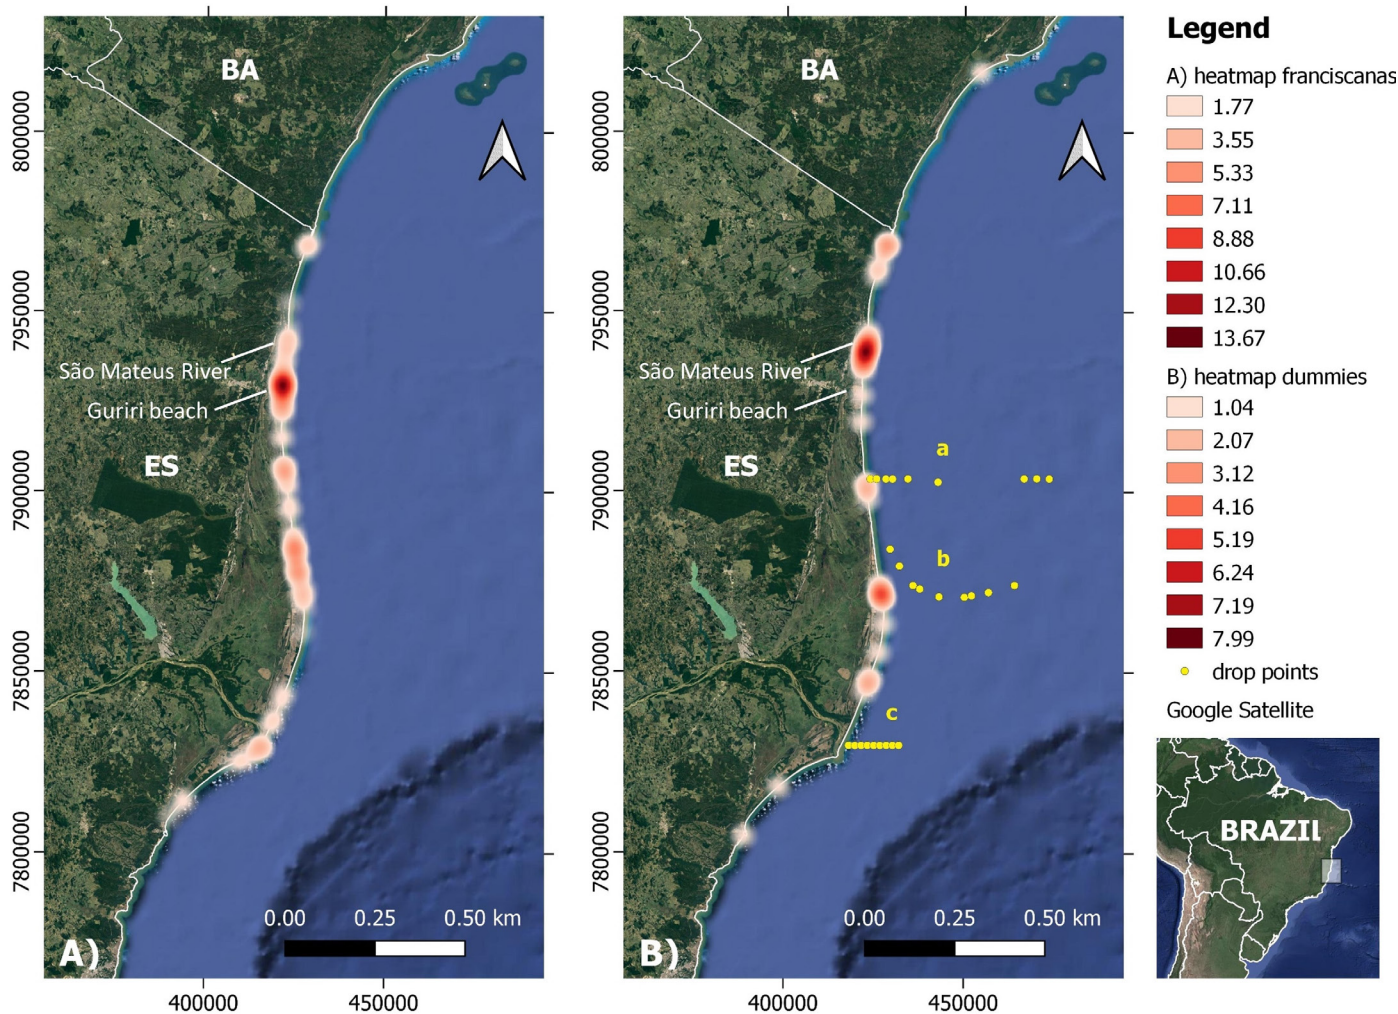 BA
São Mateus River
Guriri beach
ES
8000000
7950000
7900000
7850000
7800000
400000
450000
0.00
0.25
0.50 km
A)
BA
São Mateus River
Guriri beach
ES
a
b
c
8000000
7950000
7900000
7850000
7800000
400000
450000
0.00
0.25
0.50 km
B)
Legend
A) heatmap franciscanas
1.77
3.55
5.33
7.11
8.88
10.66
12.30
13.67
B) heatmap dummies
1.04
2.07
3.12
4.16
5.19
6.24
7.19
7.99
drop points
Google Satellite
BRAZIL